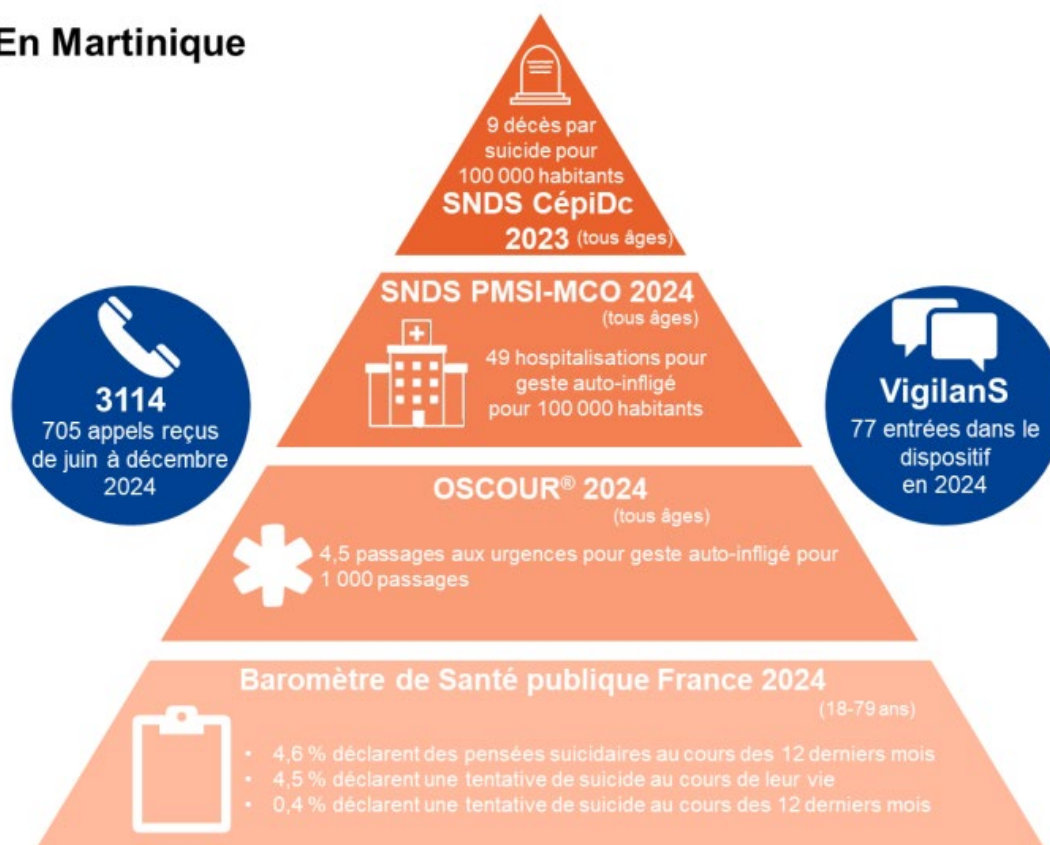 En Martinique
9 décès par
suicide pour
100 000 habitants
SNDS CépiDc
2023 (tous âges)
SNDS PMSI-MCO 2024
(tous âges)
49 hospitalisations pour
geste auto-infligé
pour 100 000 habitants
3114
705 appels reçus
de juin à décembre
2024
VigilanS
77 entrées dans le
dispositif
en 2024
OSCOUR® 2024
(tous âges)
4,5 passages aux urgences pour geste auto-infligé pour
1 000 passages
Baromètre de Santé publique France 2024
(18-79 ans)
• 4,6 % déclarent des pensées suicidaires au cours des 12 derniers mois
• 4,5 % déclarent une tentative de suicide au cours de leur vie
• 0,4 % déclarent une tentative de suicide au cours des 12 derniers mois